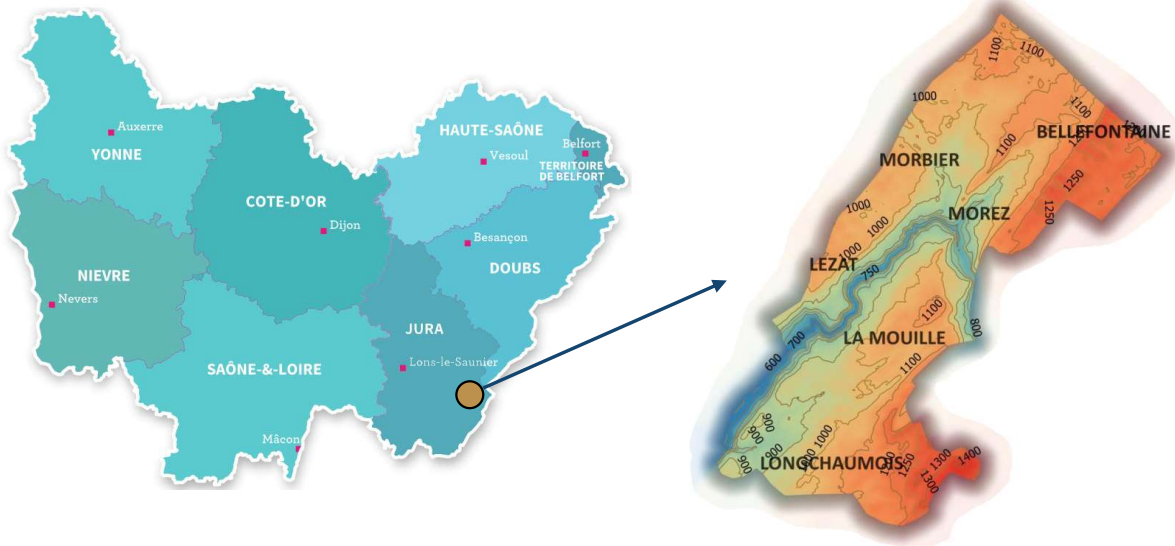 Auxerre
YONNE
HAUTE-SAÔNE
Vesoul
Belfort
TERRITOIRE
DE BELFORT
COTE-D'OR
Dijon
Besançon
DOUBS
NIEVRE
Nevers
JURA
Lons-le-Saunier
SAÔNE-&-LOIRE
Mâcon
1100
1100
1000
1100
BELLEFONTAINE
1100
MORBIER
1250
1000
MOREZ
1250
1000
1000
LEZAT
750
1100
800
700
LA MOUILLE
600
1100
900
900
1000
900
LONGCHAUMOIS
900
1250
1300
1400
1300